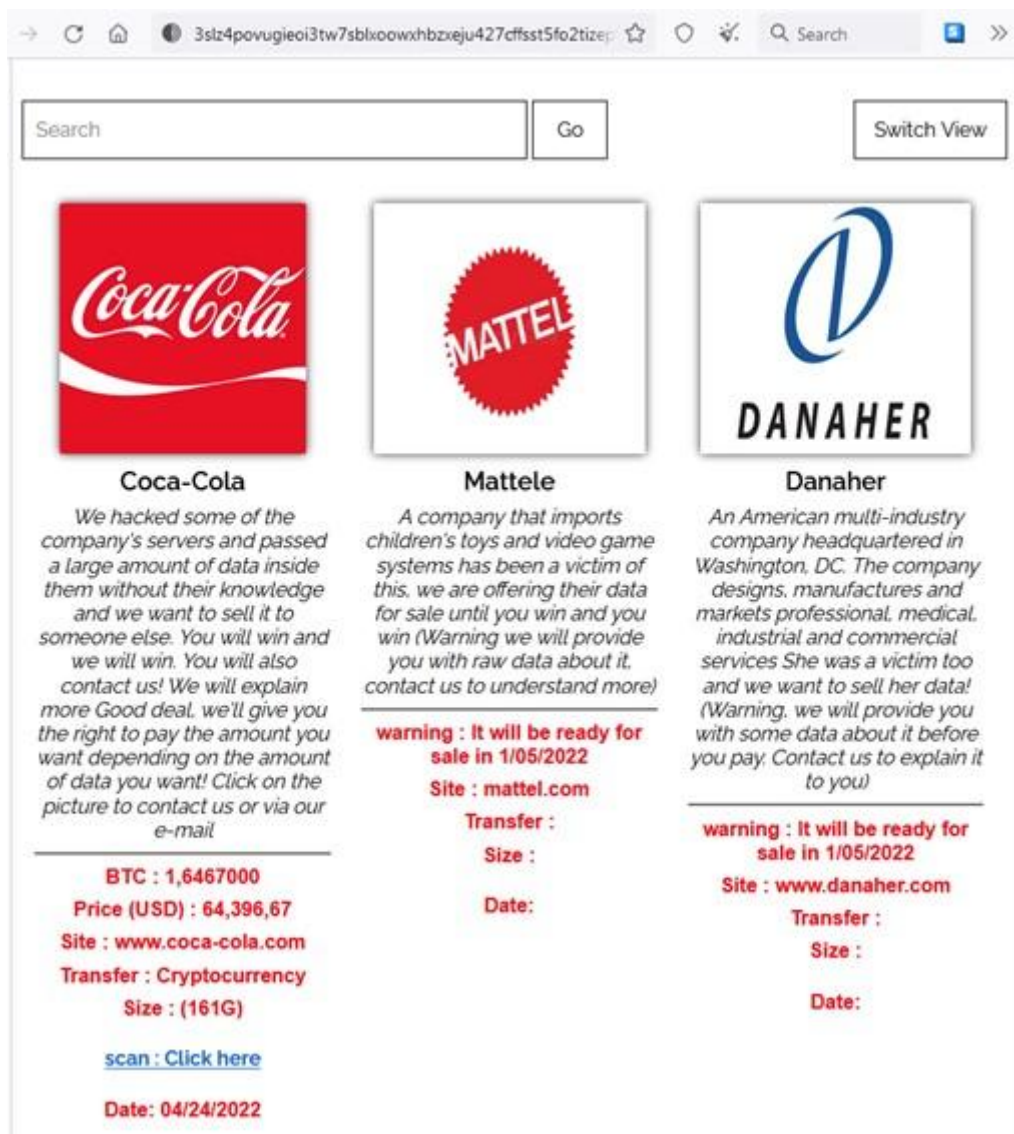 3slz4povugieoi3tw7sblxoowxhbzxeju427cffsst5fo2tizep
Search
Search
Go
Switch View
Coca-Cola
MATTEL
DANAHER
Coca-Cola
We hacked some of the
company's servers and passed
a large amount of data inside
them without their knowledge
and we want to sell it to
someone else. You will win and
we will win. You will also
contact us! We will explain
more Good deal, we'll give you
the right to pay the amount you
want depending on the amount
of data you want! Click on the
picture to contact us or via our
e-mail
BTC : 1,6467000
Price (USD) : 64,396,67
Site : www.coca-cola.com
Transfer : Cryptocurrency
Size : (161G)
scan : Click here
Date: 04/24/2022
Mattele
A company that imports
children's toys and video game
systems has been a victim of
this, we are offering their data
for sale until you win and you
win (Warning we will provide
you with raw data about it,
contact us to understand more)
warning : It will be ready for
sale in 1/05/2022
Site : mattel.com
Transfer :
Size :
Date:
Danaher
An American multi-industry
company headquartered in
Washington, DC. The company
designs, manufactures and
markets professional, medical,
industrial and commercial
services She was a victim too
and we want to sell her data!
(Warning, we will provide you
with some data about it before
you pay. Contact us to explain it
to you)
warning : It will be ready for
sale in 1/05/2022
Site : www.danaher.com
Transfer :
Size :
Date: